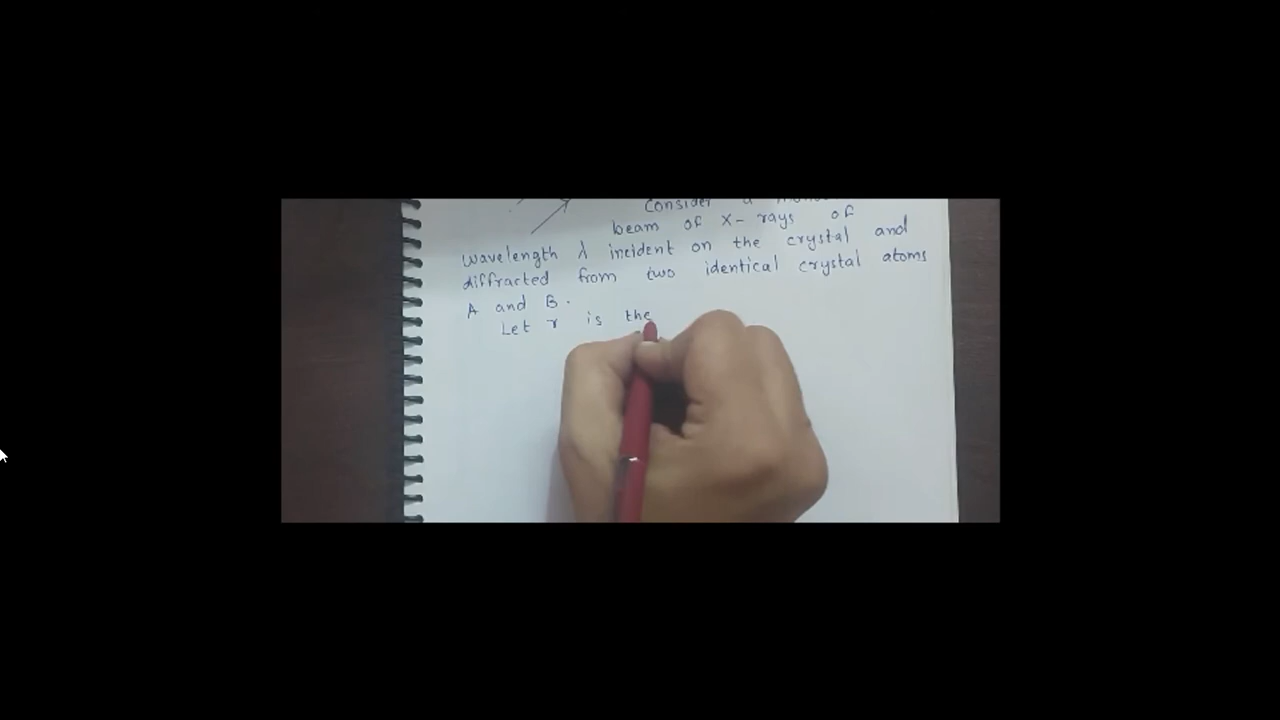 Consider a
beam of X-rays of
wavelength λ incident on the crystal and
diffracted from two identical crystal atoms
A and B.
Let r is the